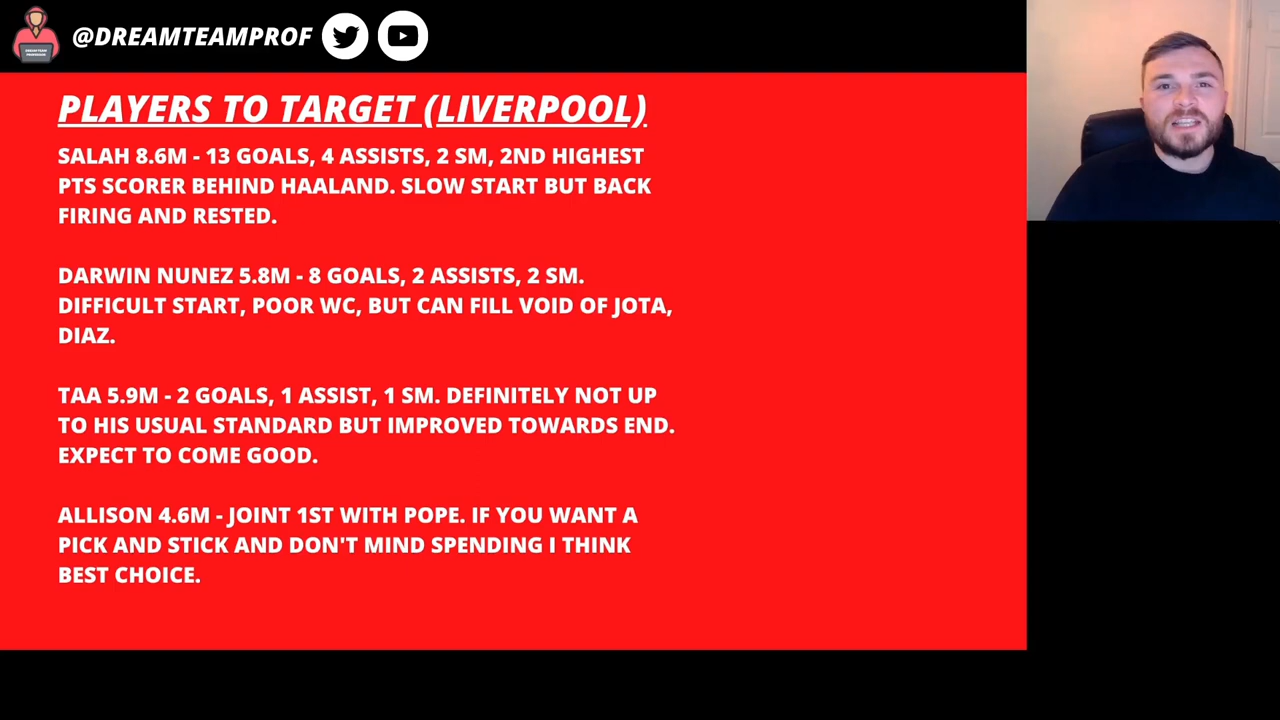 @DREAMTEAMPROF
PLAYERS TO TARGET (LIVERPOOL)
SALAH 8.6M - 13 GOALS, 4 ASSISTS, 2 SM, 2ND HIGHEST
PTS SCORER BEHIND HAALAND. SLOW START BUT BACK
FIRING AND RESTED.
DARWIN NUNEZ 5.8M - 8 GOALS, 2 ASSISTS, 2 SM.
DIFFICULT START, POOR WC, BUT CAN FILL VOID OF JOTA,
DIAZ.
TAA 5.9M - 2 GOALS, 1 ASSIST, 1 SM. DEFINITELY NOT UP
TO HIS USUAL STANDARD BUT IMPROVED TOWARDS END.
EXPECT TO COME GOOD.
ALLISON 4.6M - JOINT 1ST WITH POPE. IF YOU WANT A
PICK AND STICK AND DON'T MIND SPENDING I THINK
BEST CHOICE.